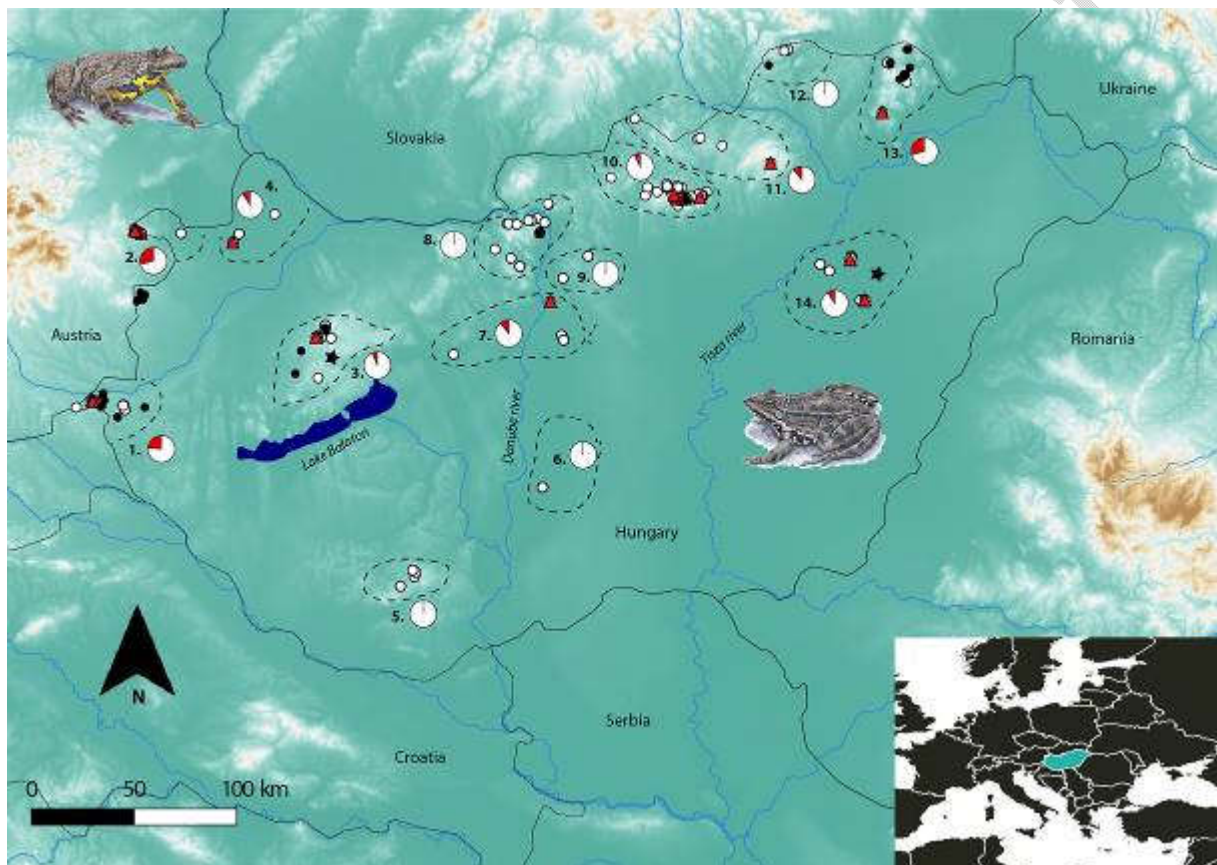 Ukraine
Slovakia
12.
13.
10.
11.
4.
2.
8.
9.
14.
Austria
7.
Tisza river
Romania
3.
Danube river
1.
Lake Balaton
6.
Hungary
5.
N
Serbia
Croatia
0 100 km